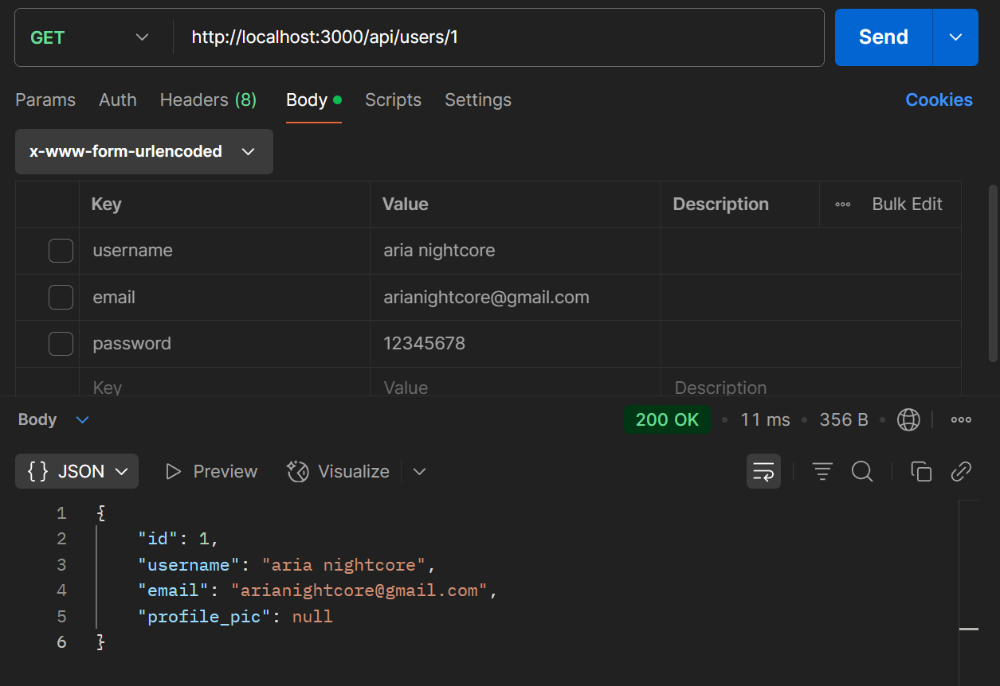 GET http://localhost:3000/api/users/1 Send
Params Auth Headers (8) Body Scripts Settings Cookies
x-www-form-urlencoded
Key Value Description Bulk Edit
username aria nightcore
email arianightcore@gmail.com
password 12345678
Key Value Description
Body 200 OK 11 ms 356 B
{} JSON Preview Visualize
1 {
2 "id": 1,
3 "username": "aria nightcore",
4 "email": "arianightcore@gmail.com",
5 "profile_pic": null
6 }